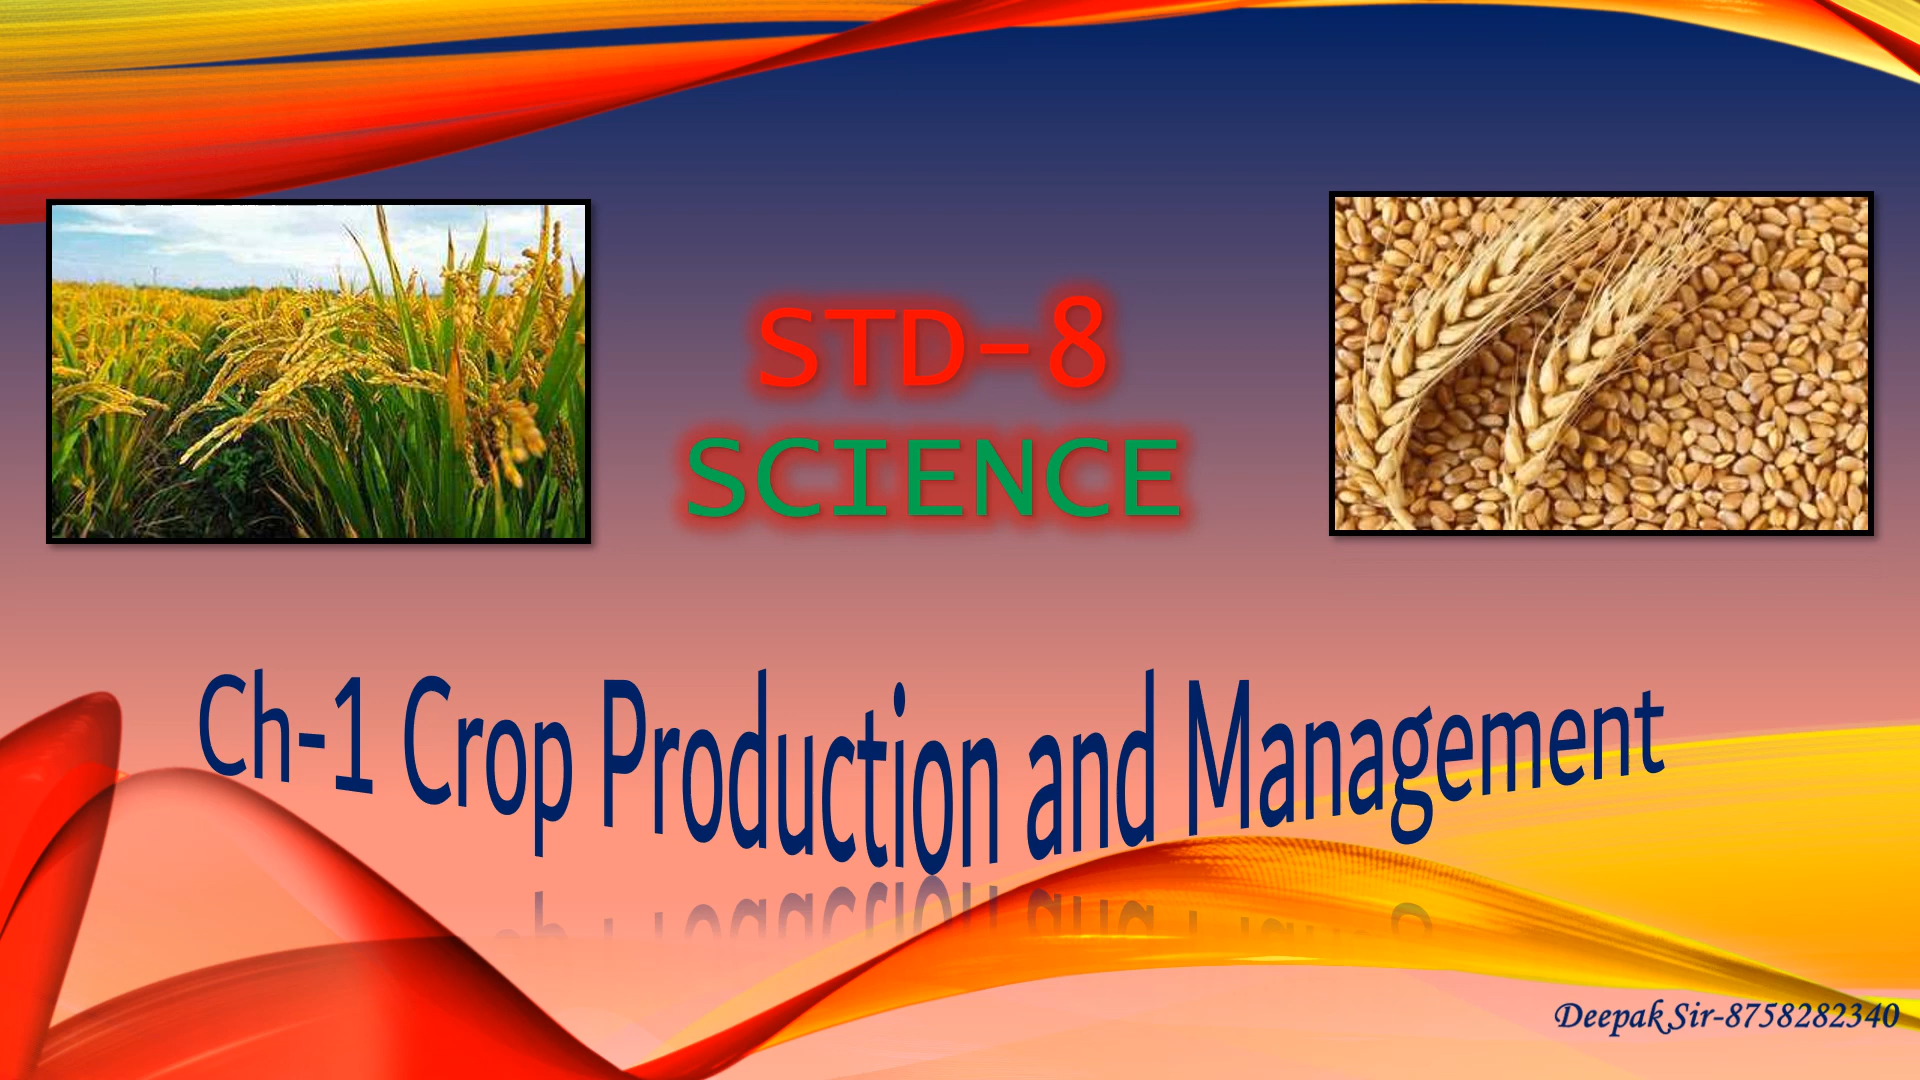 STD-8
SCIENCE
Ch-1 Crop Production and Management
Deepak Sir-8758282340